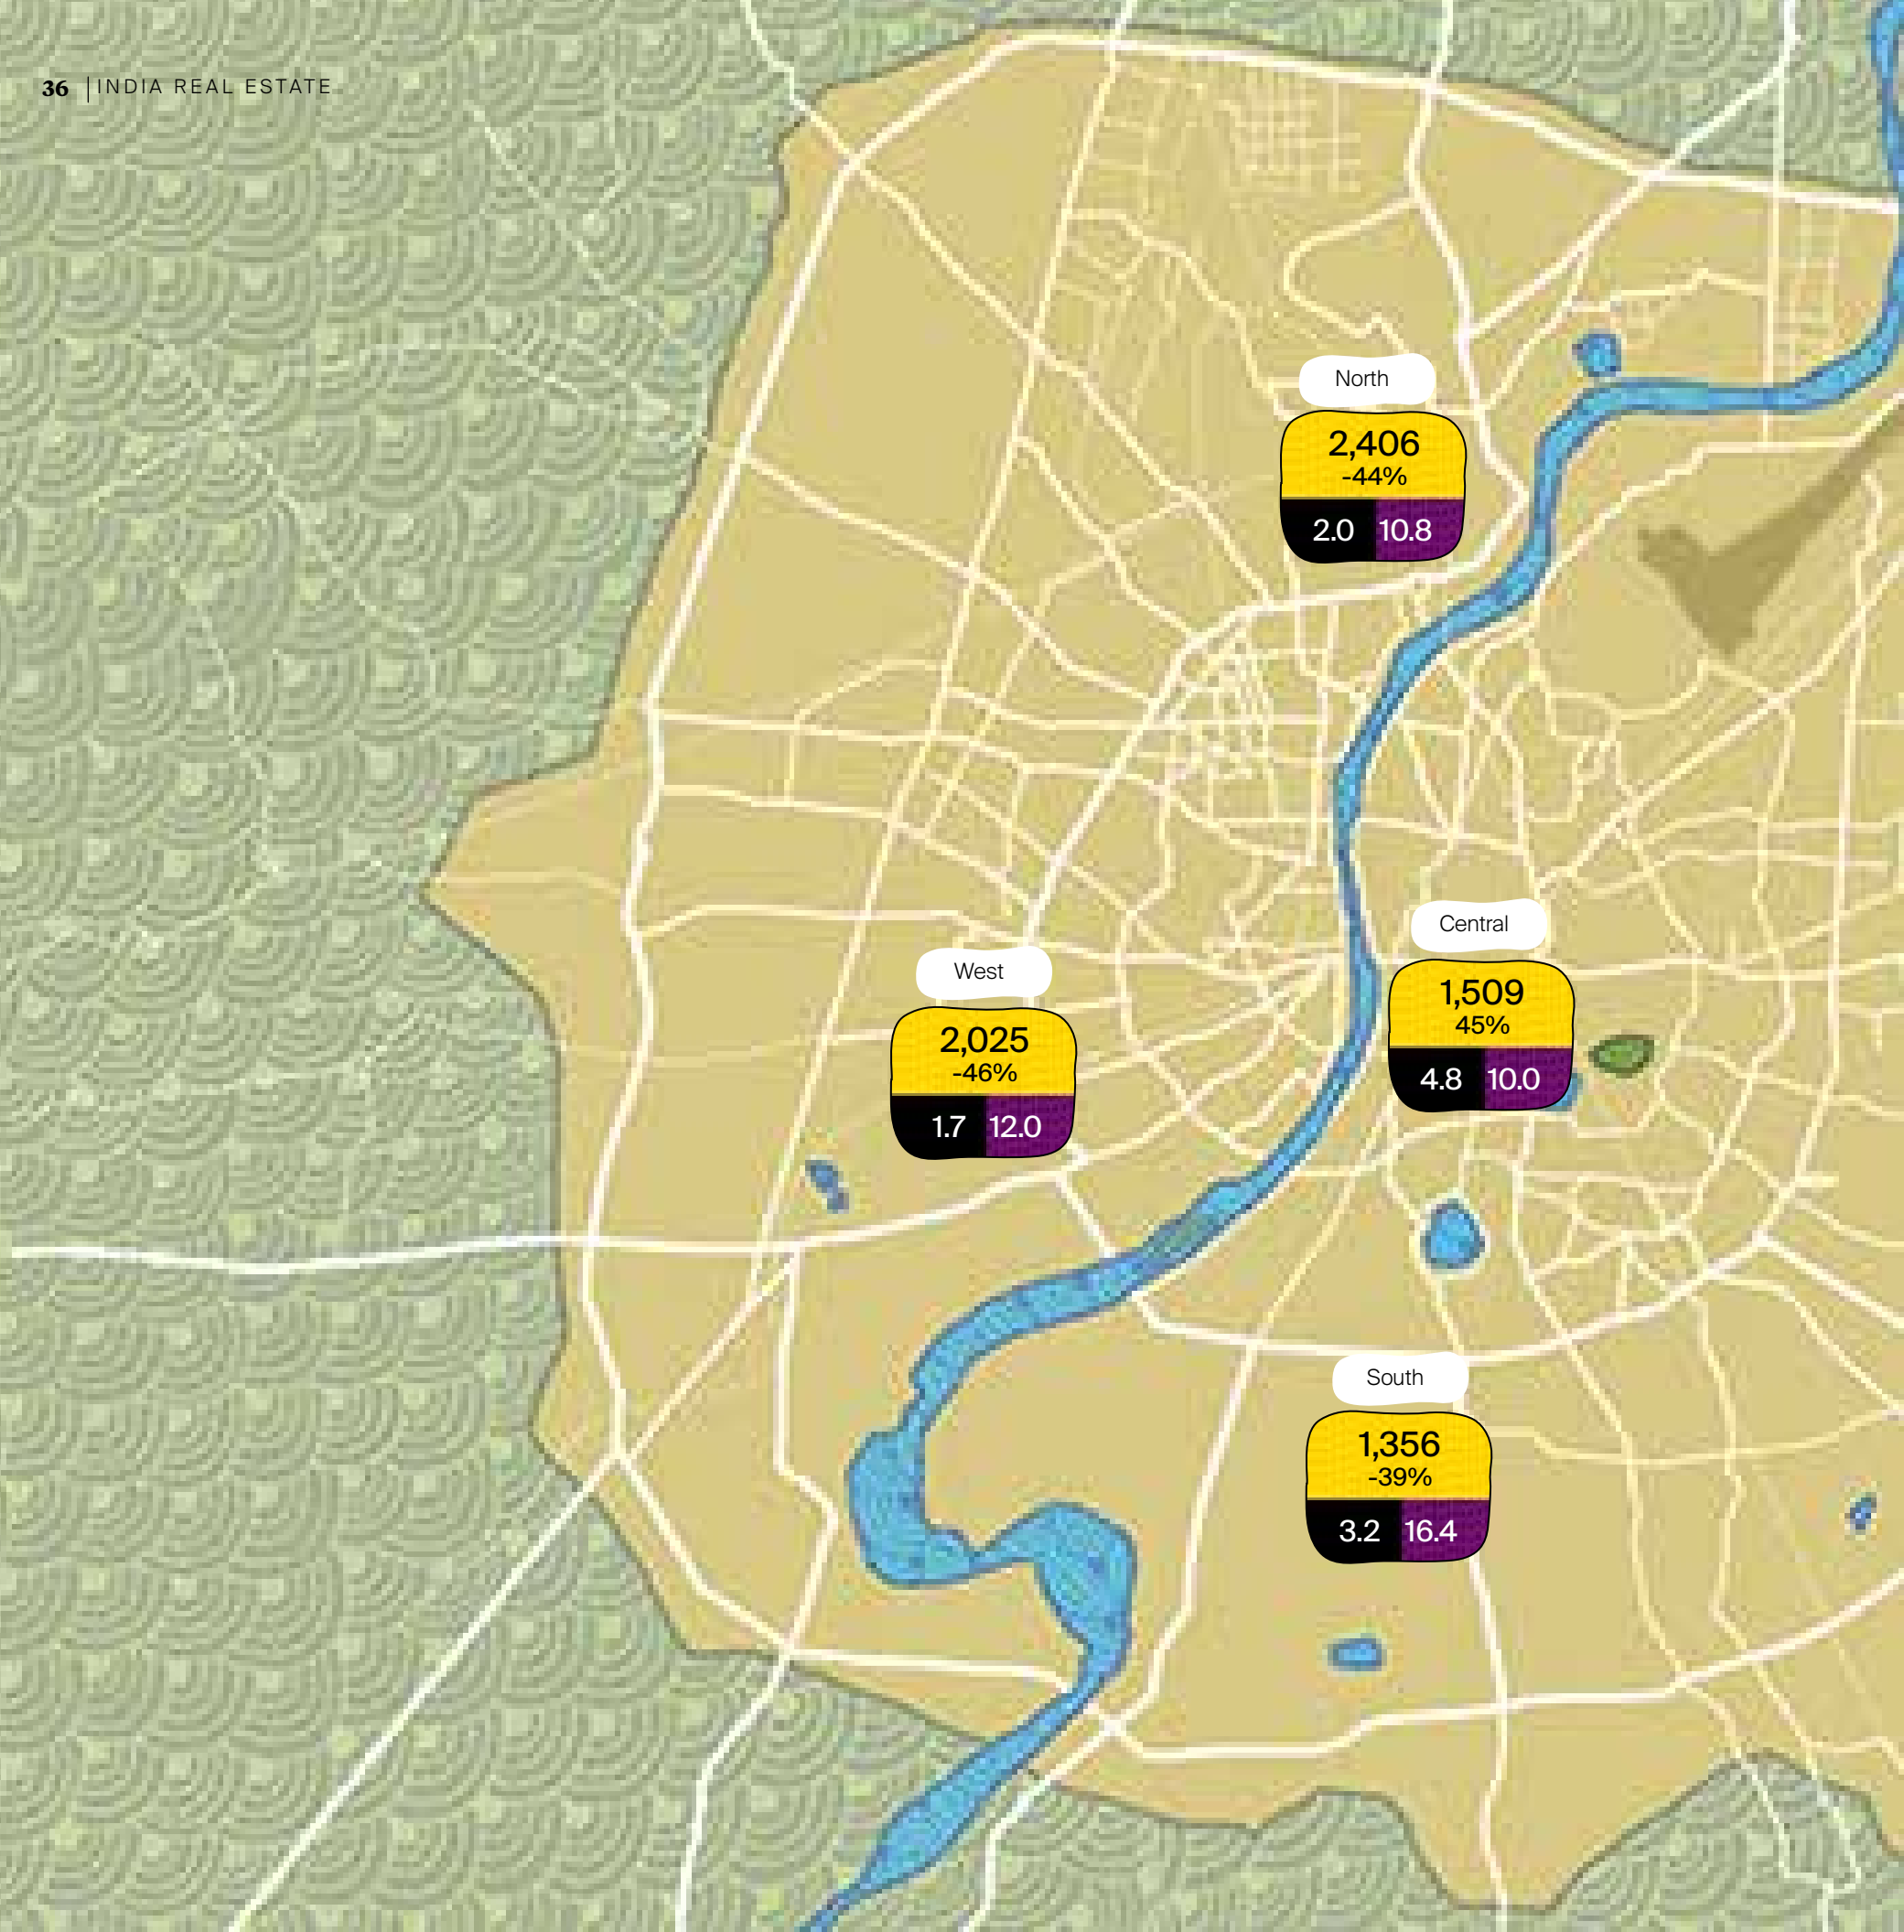 36 | INDIA REAL ESTATE
North
2,406
-44%
2.0 10.8
Central
1,509
45%
4.8 10.0
West
2,025
-46%
1.7 12.0
South
1,356
-39%
3.2 16.4